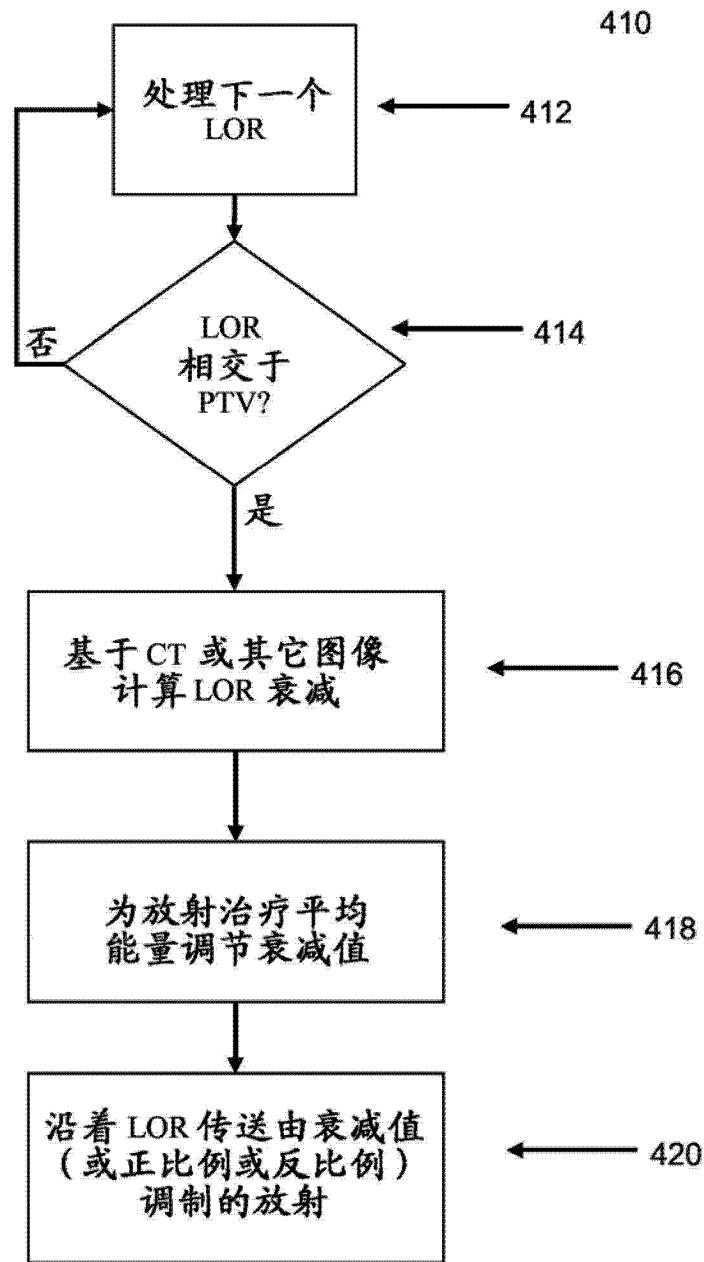 410
处理下一个
LOR
412
LOR
相交于
PTV?
414
否
是
基于 CT 或其它图像
计算 LOR 衰减
416
为放射治疗平均
能量调节衰减值
418
沿着 LOR 传送由衰减值
（或正比例或反比例）
调制的放射
420